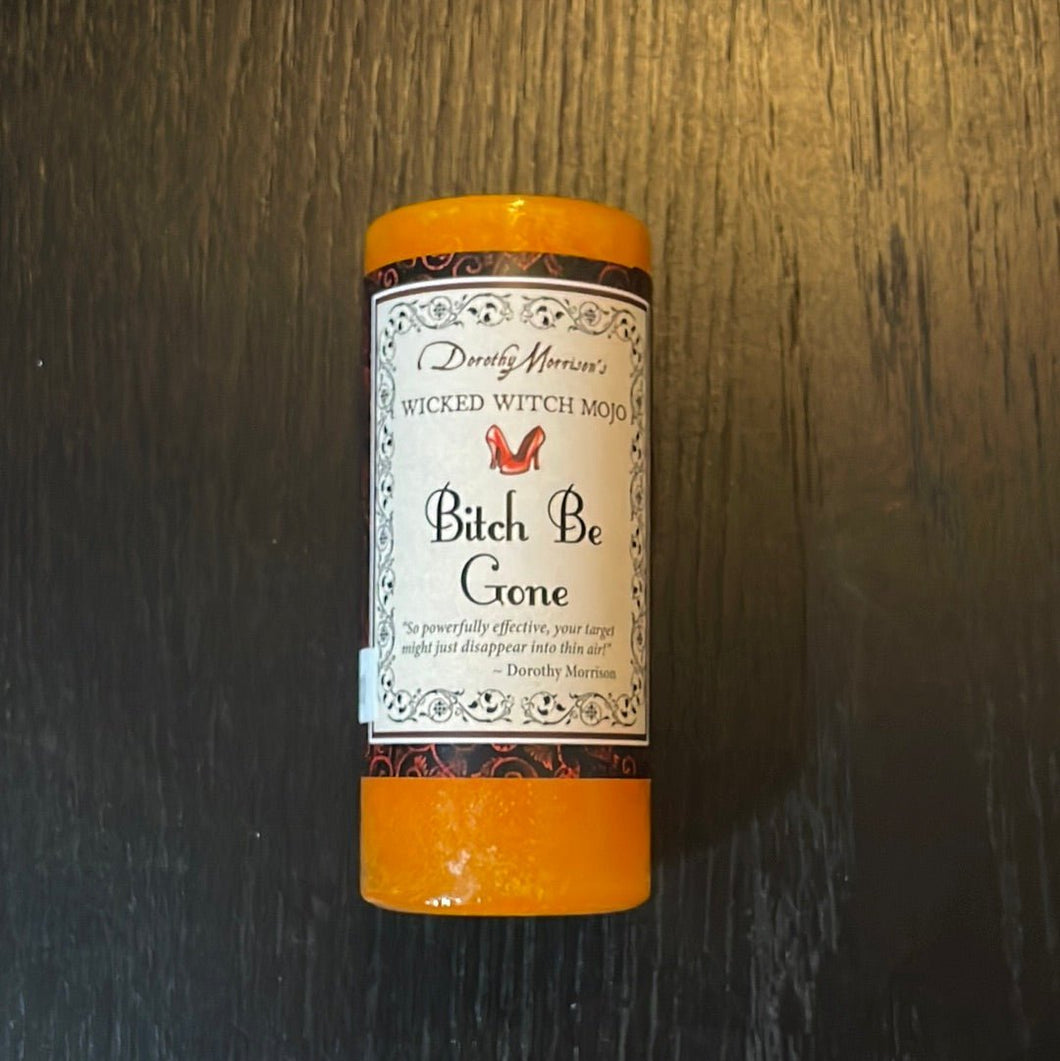 Dorothy Morrison's
WICKED WITCH MOJO
Bitch Be
Gone
"So powerfully effective, your target
might just disappear into thin air!"
~ Dorothy Morrison